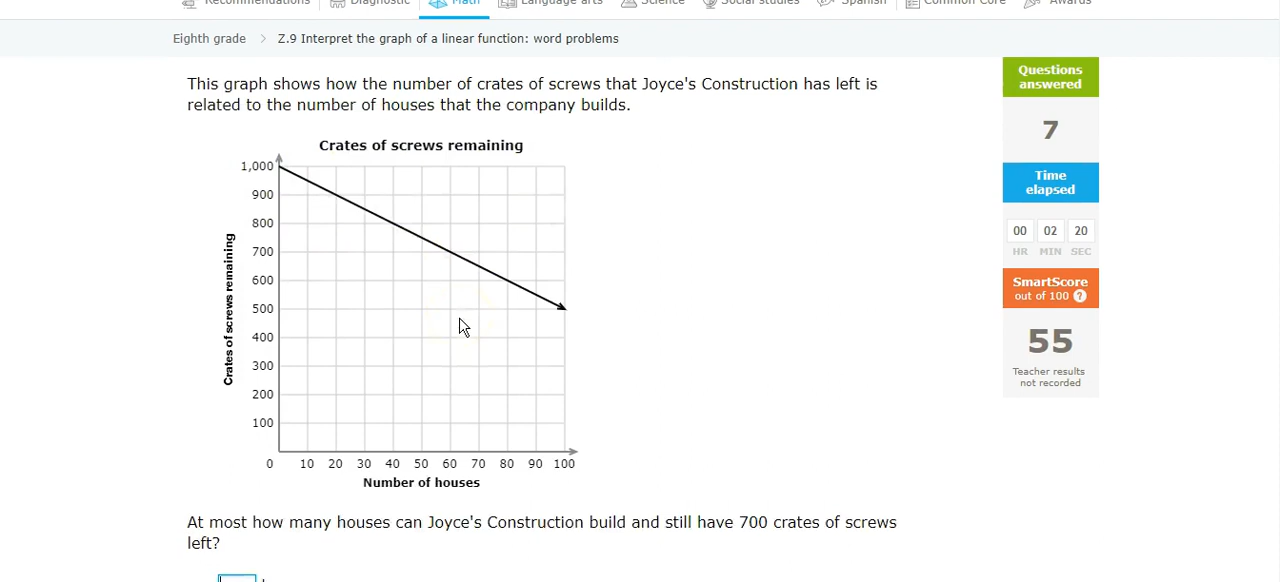 Recommendations Diagnostic Math Language arts Science Social studies Spanish Common Core Awards
Eighth grade > Z.9 Interpret the graph of a linear function: word problems
This graph shows how the number of crates of screws that Joyce's Construction has left is
related to the number of houses that the company builds.
Crates of screws remaining
1,000
900
800
700
600
500
400
300
200
100
0 10 20 30 40 50 60 70 80 90 100
Crates of screws remaining
Number of houses
At most how many houses can Joyce's Construction build and still have 700 crates of screws
left?
Questions
answered
7
Time
elapsed
00 02 20
HR MIN SEC
SmartScore
out of 100 ?
55
Teacher results
not recorded